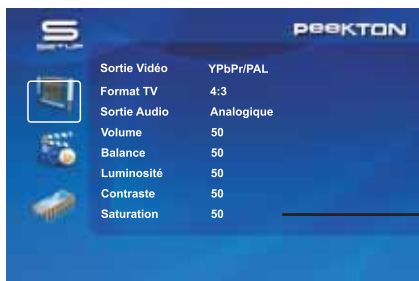 S
SETUP
PEEKTON
Sortie Vidéo YPbPr/PAL
Format TV 4:3
Sortie Audio Analogique
Volume 50
Balance 50
Luminosité 50
Contraste 50
Saturation 50